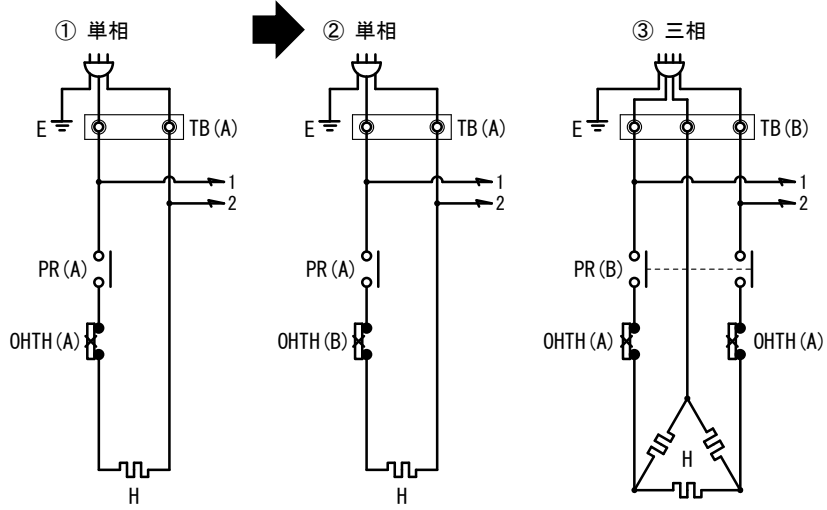 ① 単相
② 単相
③ 三相
E
TB(A)
E
TB(A)
E
TB(B)
1
2
1
2
1
2
PR(A)
PR(A)
PR(B)
OHTH(A)
OHTH(B)
OHTH(A)
OHTH(A)
H
H
H